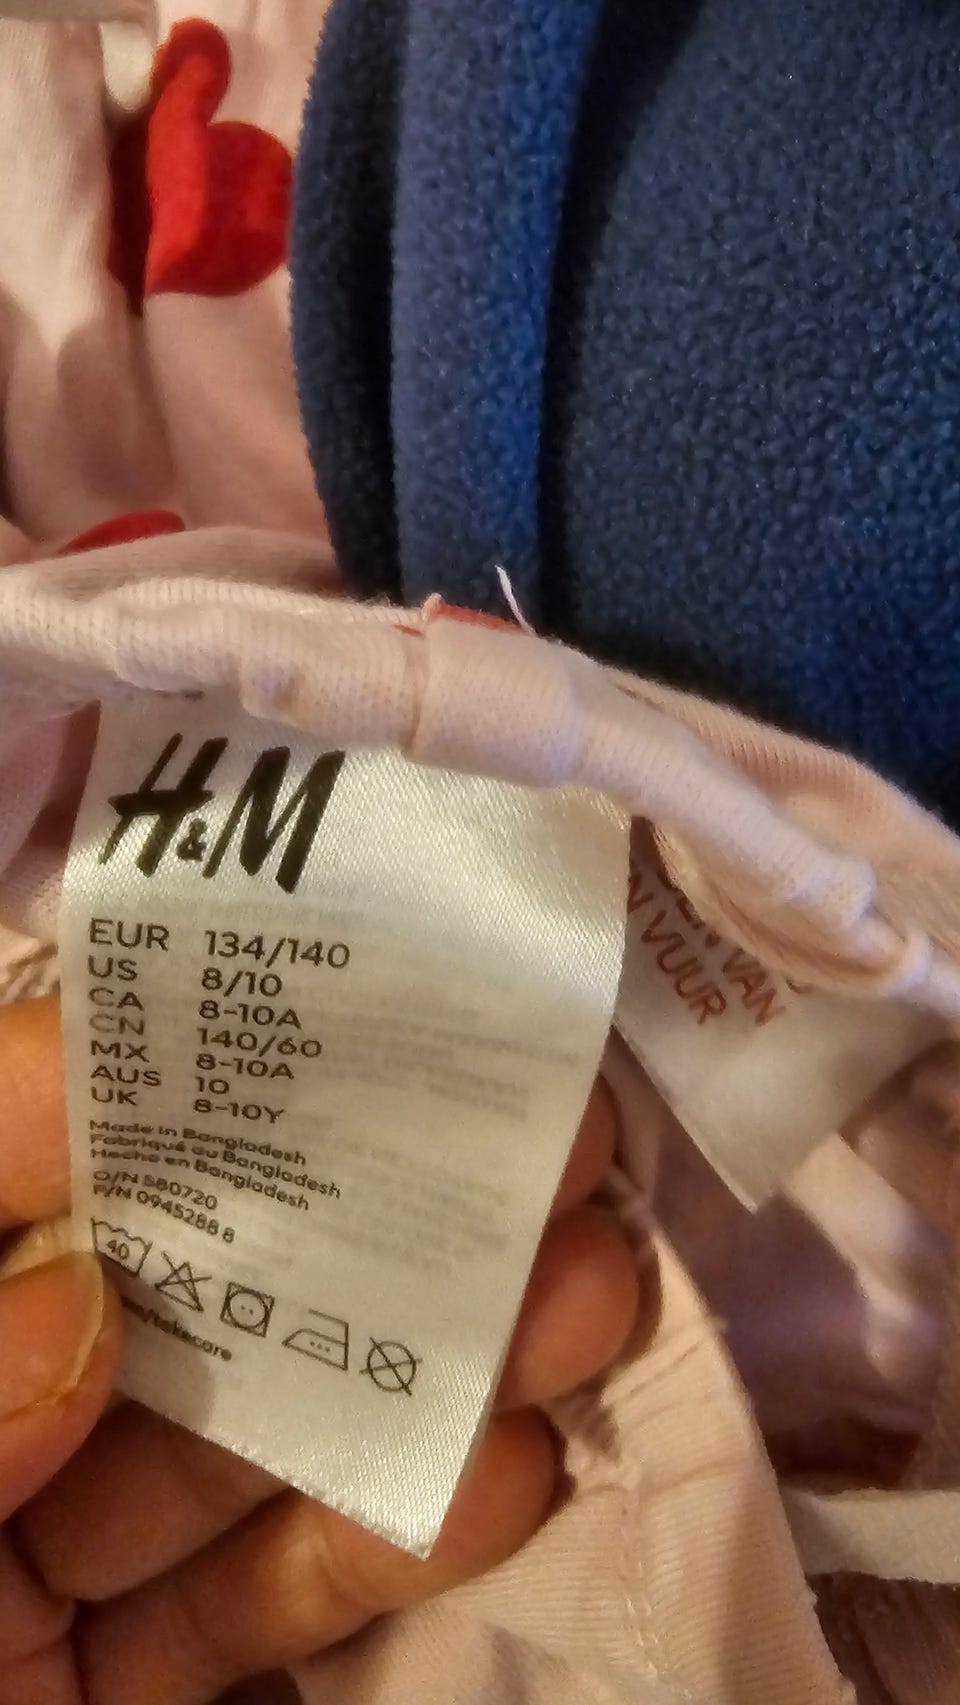 H&M
EUR 134/140
US 8/10
CA 8-10A
CN 140/60
MX 8-10A
AUS 10
UK 8-10Y
Made in Bangladesh
Fabriqué au Bangladesh
Hecho en Bangladesh
O/N 580720
P/N 0945288 8
40
/takecare
VAN
VUUR